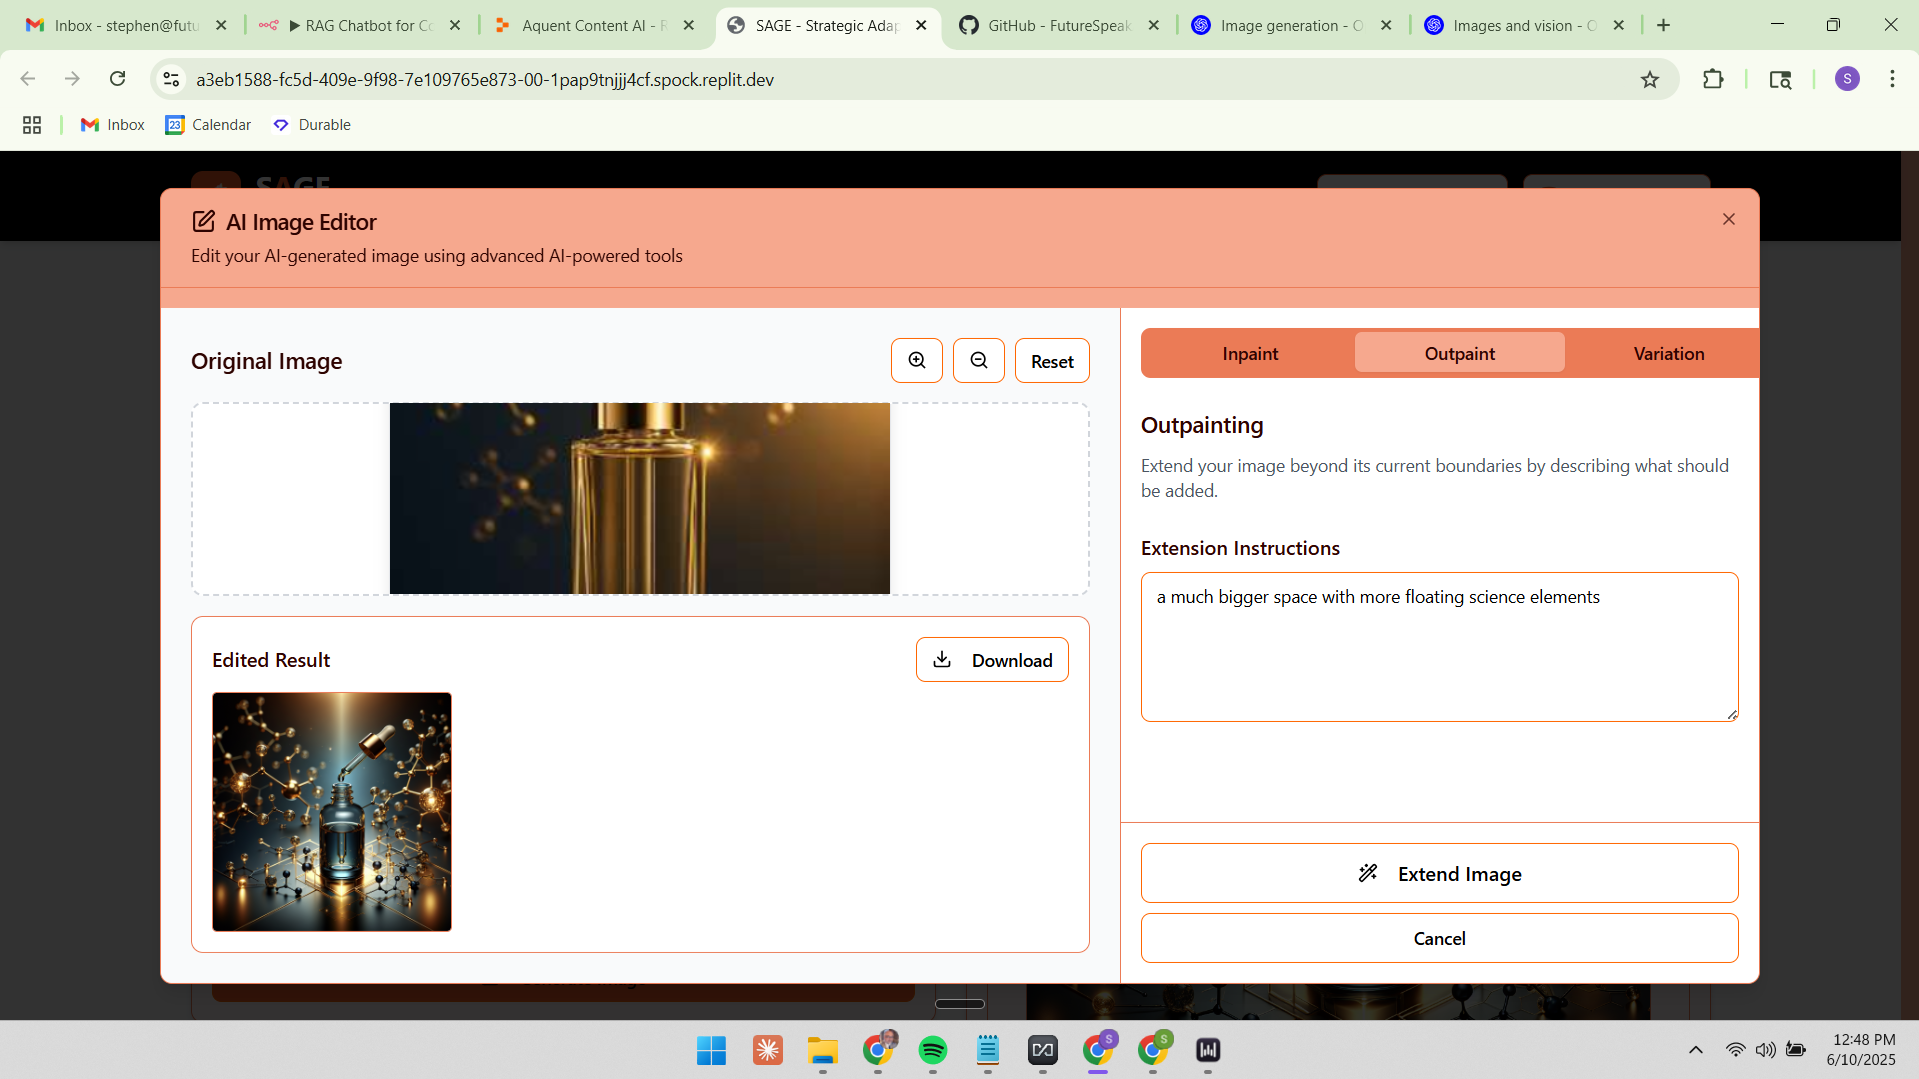 Inbox - stephen@futu
▶ RAG Chatbot for Co
Aquent Content AI - R
SAGE - Strategic Adap
GitHub - FutureSpeak
Image generation - O
Images and vision - O
a3eb1588-fc5d-409e-9f98-7e109765e873-00-1pap9tnjjj4cf.spock.replit.dev
S
Inbox
23
Calendar
Durable
SAGE
AI Image Editor
Edit your AI-generated image using advanced AI-powered tools
Original Image
Reset
Inpaint
Outpaint
Variation
Outpainting
Extend your image beyond its current boundaries by describing what should
be added.
Extension Instructions
a much bigger space with more floating science elements
Edited Result
Download
Extend Image
Cancel
S
S
12:48 PM
6/10/2025